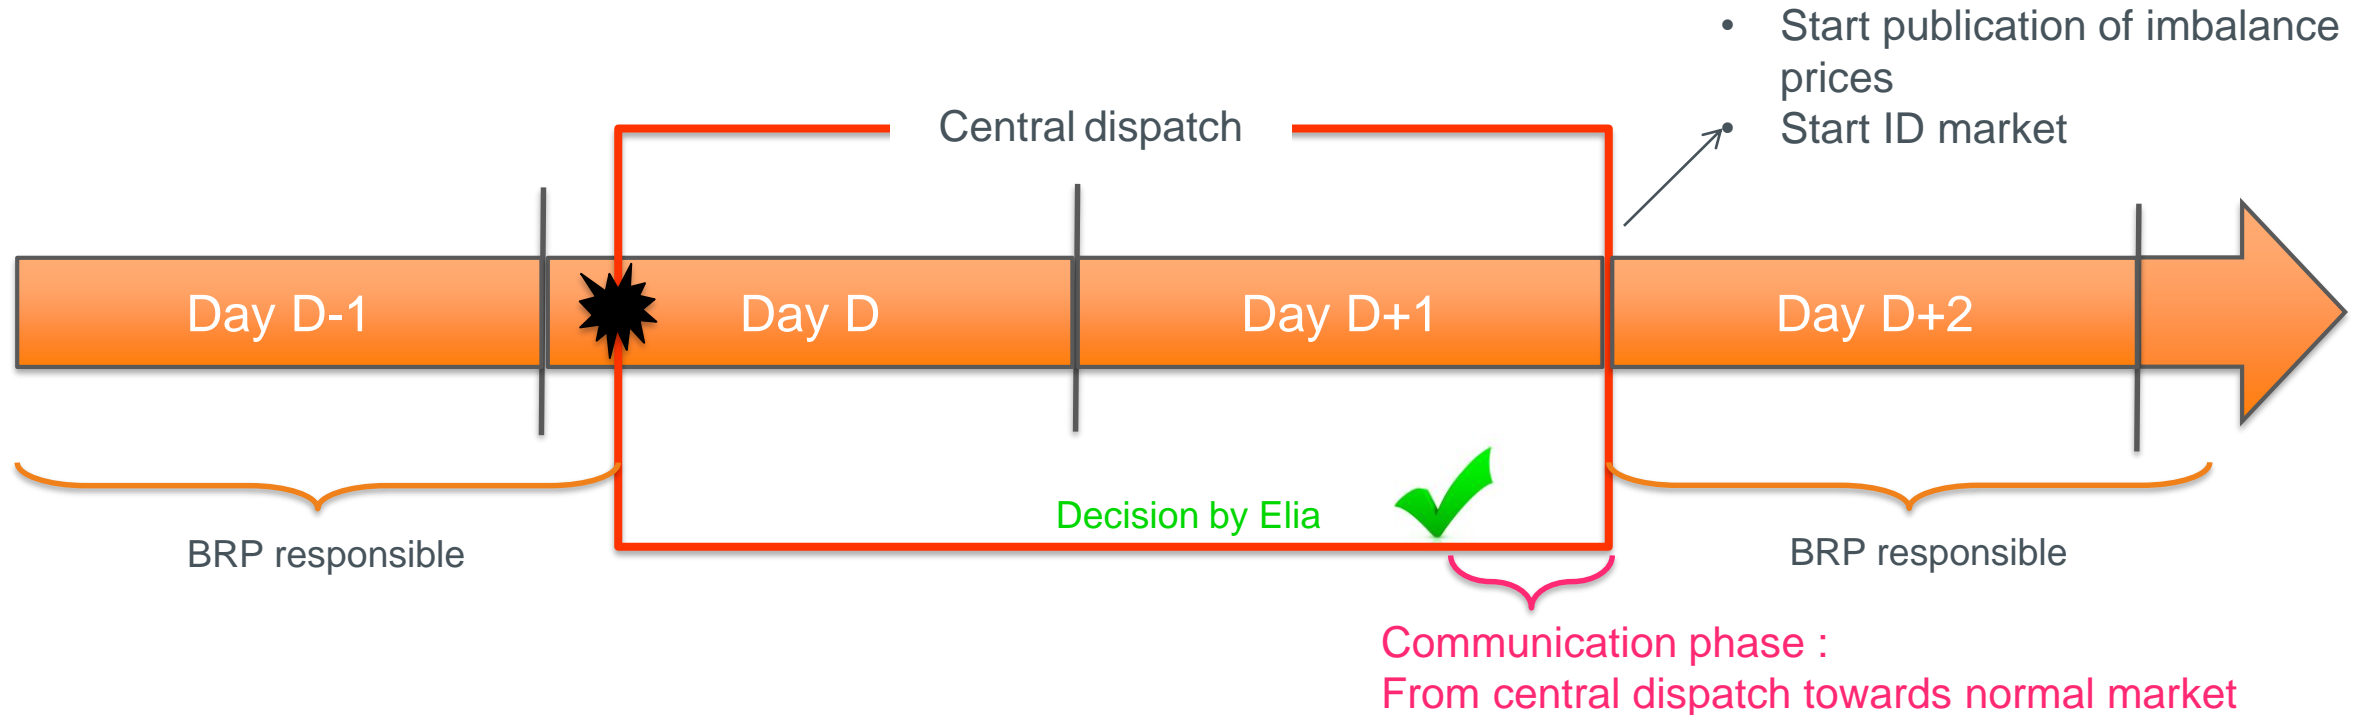 • Start publication of imbalance
prices
• Start ID market
Central dispatch
Day D-1
Day D
Day D+1
Day D+2
Decision by Elia
BRP responsible
BRP responsible
Communication phase :
From central dispatch towards normal market